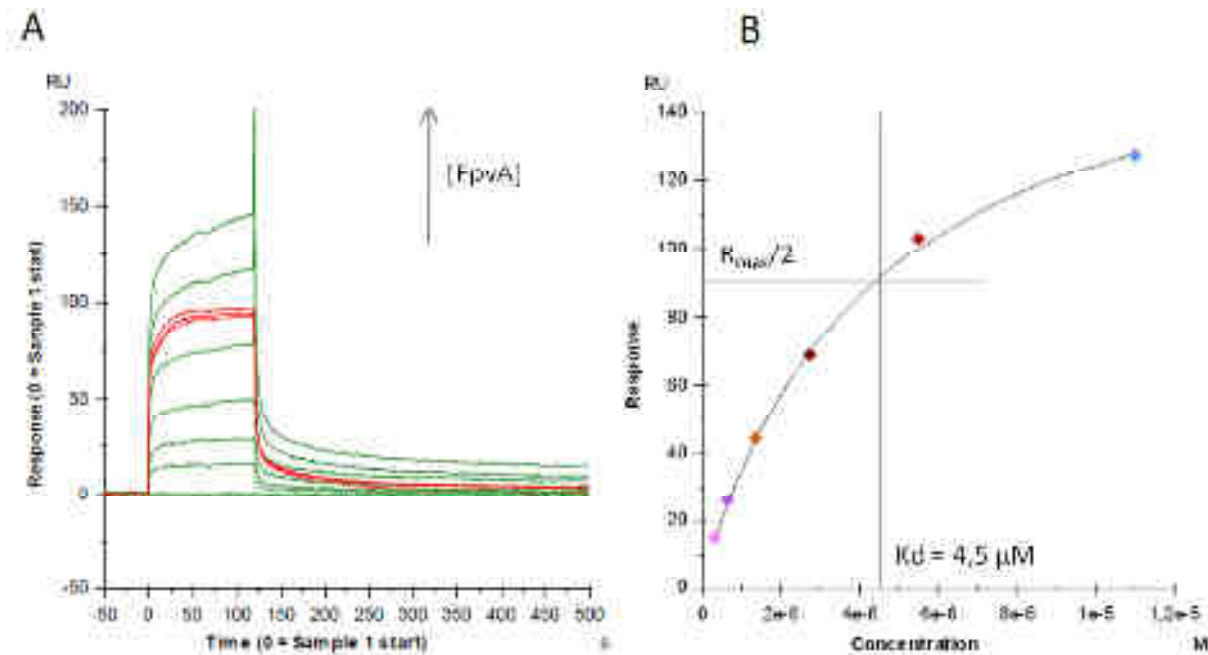 A
B
RU
200
150
100
50
0
-50
Response (0 = Sample 1 start)
[FpvA]
-50 0 50 100 150 200 250 300 350 400 450 500
Time (0 = Sample 1 start)
s
RU
140
120
100
80
60
40
20
0
Response
Rmax/2
Kd = 4,5 µM
0 2e-6 4e-6 6e-6 8e-6 1e-5 1,2e-5
Concentration
M